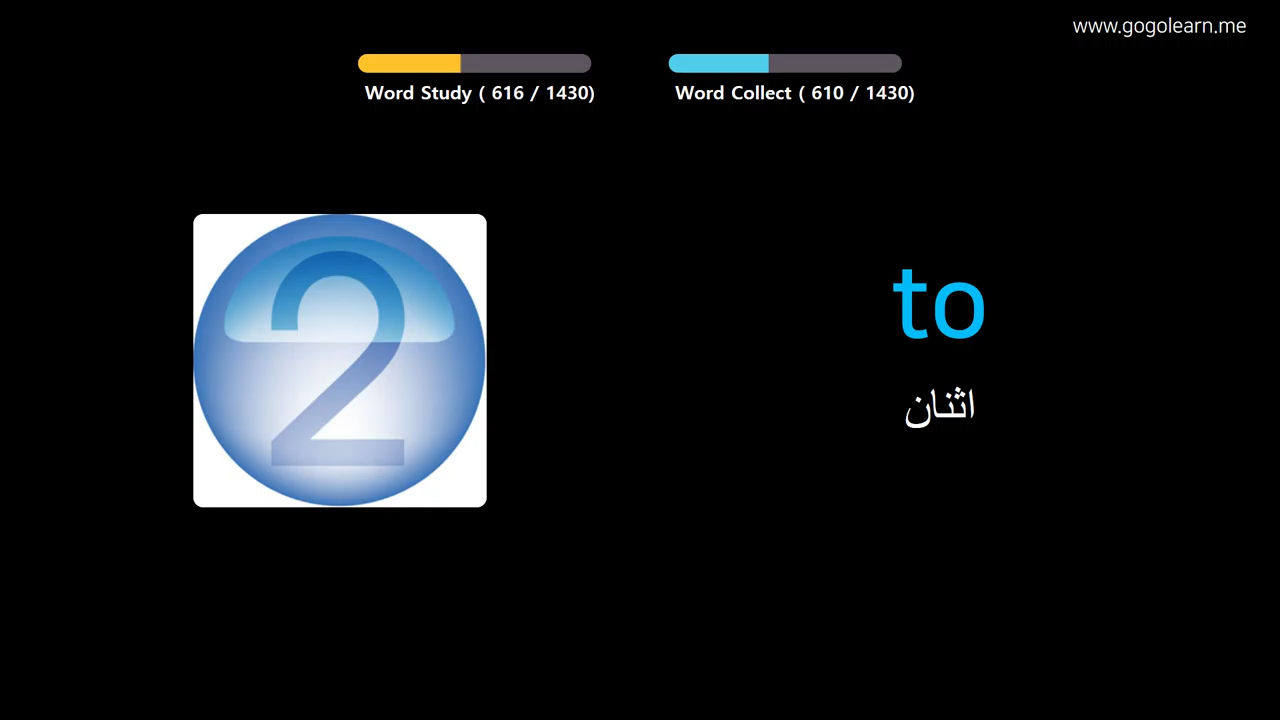 www.gogolearn.me
Word Study ( 616 / 1430)
Word Collect ( 610 / 1430)
2
to
اثنان